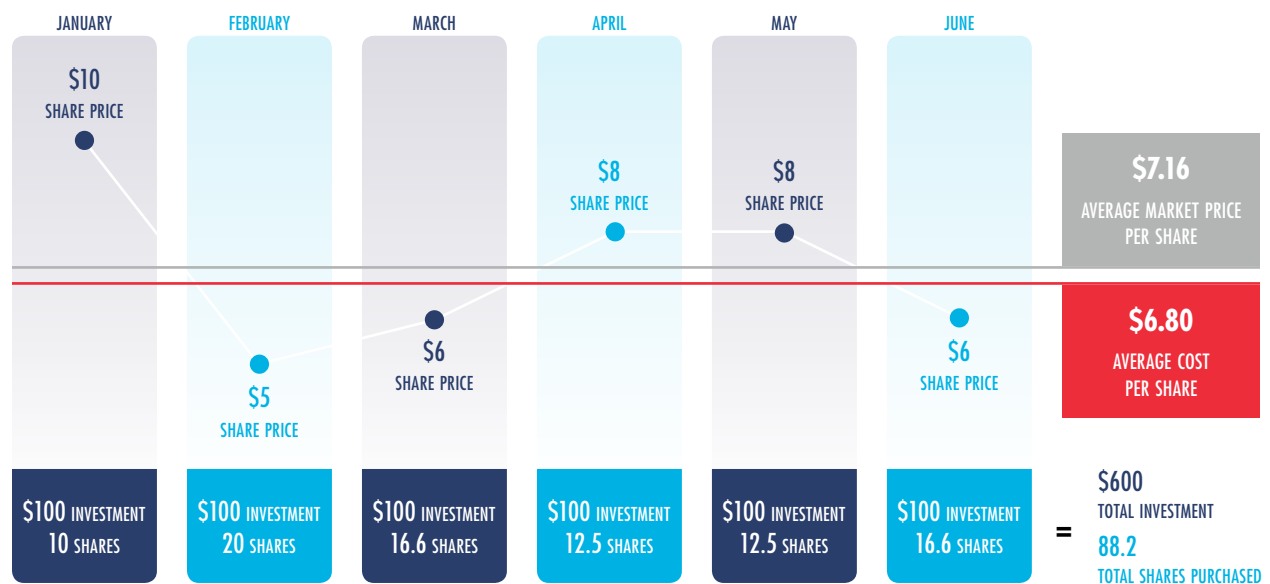 JANUARY
$10
SHARE PRICE
$100 INVESTMENT
10 SHARES
FEBRUARY
$5
SHARE PRICE
$100 INVESTMENT
20 SHARES
MARCH
$6
SHARE PRICE
$100 INVESTMENT
16.6 SHARES
APRIL
$8
SHARE PRICE
$100 INVESTMENT
12.5 SHARES
MAY
$8
SHARE PRICE
$100 INVESTMENT
12.5 SHARES
JUNE
$6
SHARE PRICE
$100 INVESTMENT
16.6 SHARES
$7.16
AVERAGE MARKET PRICE
PER SHARE
$6.80
AVERAGE COST
PER SHARE
=
$600
TOTAL INVESTMENT
88.2
TOTAL SHARES PURCHASED